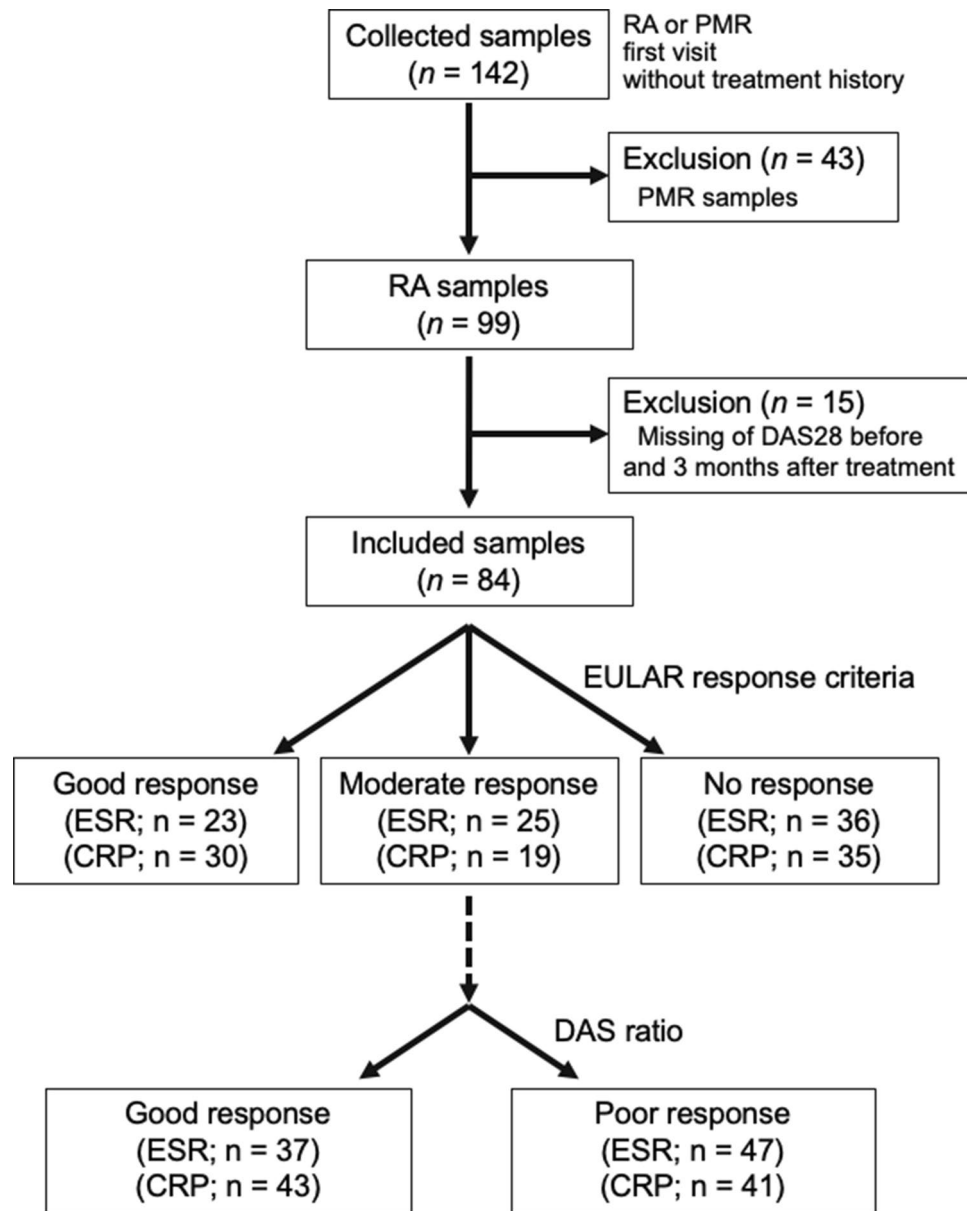 Collected samples
(n = 142)
RA or PMR
first visit
without treatment history
Exclusion (n = 43)
PMR samples
RA samples
(n = 99)
Exclusion (n = 15)
Missing of DAS28 before
and 3 months after treatment
Included samples
(n = 84)
EULAR response criteria
Good response
(ESR; n = 23)
(CRP; n = 30)
Moderate response
(ESR; n = 25)
(CRP; n = 19)
No response
(ESR; n = 36)
(CRP; n = 35)
DAS ratio
Good response
(ESR; n = 37)
(CRP; n = 43)
Poor response
(ESR; n = 47)
(CRP; n = 41)